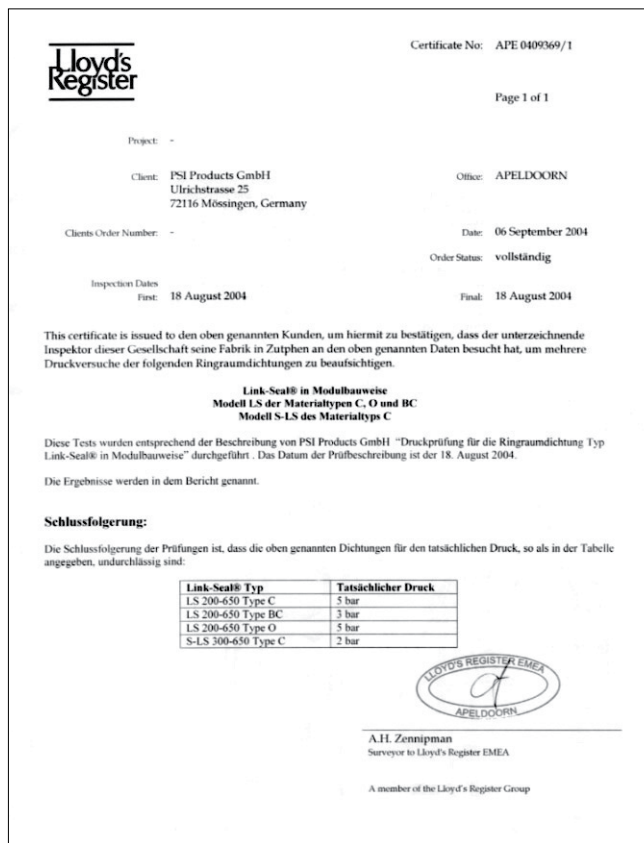 Lloyd's
Register
Certificate No: APE 0409369/1
Page 1 of 1
Project: -
Client: PSI Products GmbH
Ulrichstrasse 25
72116 Mössingen, Germany
Office: APELDOORN
Clients Order Number: -
Date: 06 September 2004
Order Status: vollständig
Inspection Dates
First: 18 August 2004
Final: 18 August 2004
This certificate is issued to den oben genannten Kunden, um hiermit zu bestätigen, dass der unterzeichnende
Inspektor dieser Gesellschaft seine Fabrik in Zutphen an den oben genannten Daten besucht hat, um mehrere
Druckversuche der folgenden Ringraumdichtungen zu beaufsichtigen.
Link-Seal® in Modulbauweise
Modell LS der Materialtypen C, O und BC
Modell S-LS des Materialtyps C
Diese Tests wurden entsprechend der Beschreibung von PSI Products GmbH "Druckprüfung für die Ringraumdichtung Typ
Link-Seal® in Modulbauweise" durchgeführt . Das Datum der Prüfbeschreibung ist der 18. August 2004.
Die Ergebnisse werden in dem Bericht genannt.
Schlussfolgerung:
Die Schlussfolgerung der Prüfungen ist, dass die oben genannten Dichtungen für den tatsächlichen Druck, so als in der Tabelle
angegeben, undurchlässig sind:
Link-Seal® Typ Tatsächlicher Druck
LS 200-650 Type C 5 bar
LS 200-650 Type BC 3 bar
LS 200-650 Type O 5 bar
S-LS 300-650 Type C 2 bar
LLOYD'S REGISTER EMEA
APELDOORN
A.H. Zennipman
Surveyor to Lloyd's Register EMEA
A member of the Lloyd's Register Group